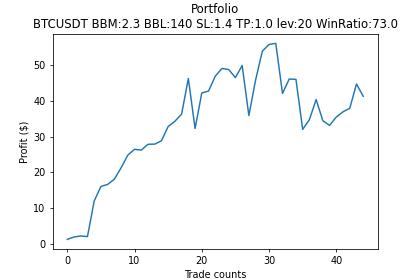 Portfolio
BTCUSDT BBM:2.3 BBL:140 SL:1.4 TP:1.0 lev:20 WinRatio:73.0
Profit ($)
50
40
30
20
10
0
0 10 20 30 40
Trade counts